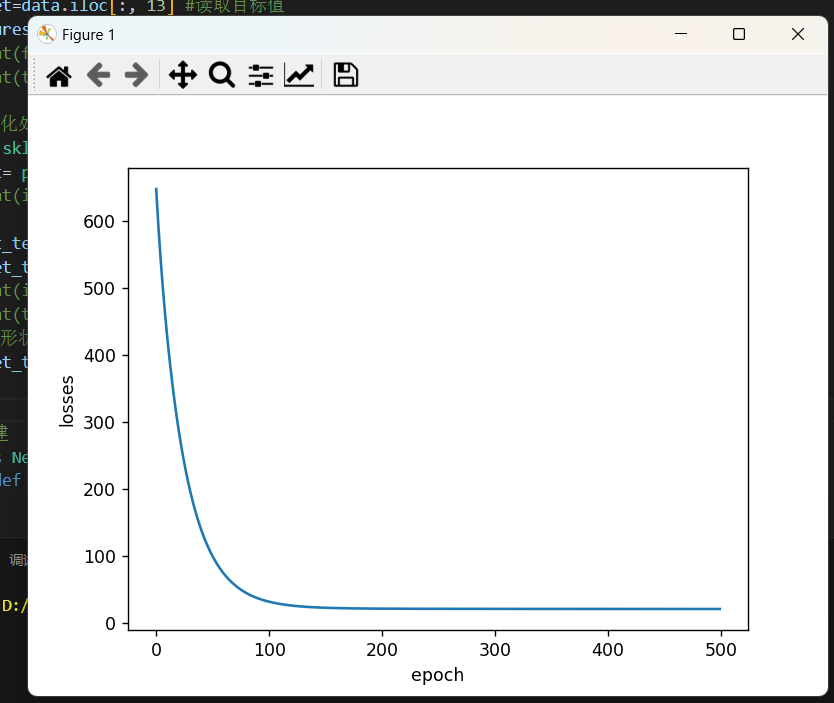 et=data.iloc[:, 13] #读取目标值
Figure 1
ures
nt(f
nt(t
化处
skl
= p
nt(i
t_te
et_t
nt(i
nt(t
形状
et_t
建
s Ne
def
调试
D:/
600
500
400
300
200
100
0
losses
0 100 200 300 400 500
epoch